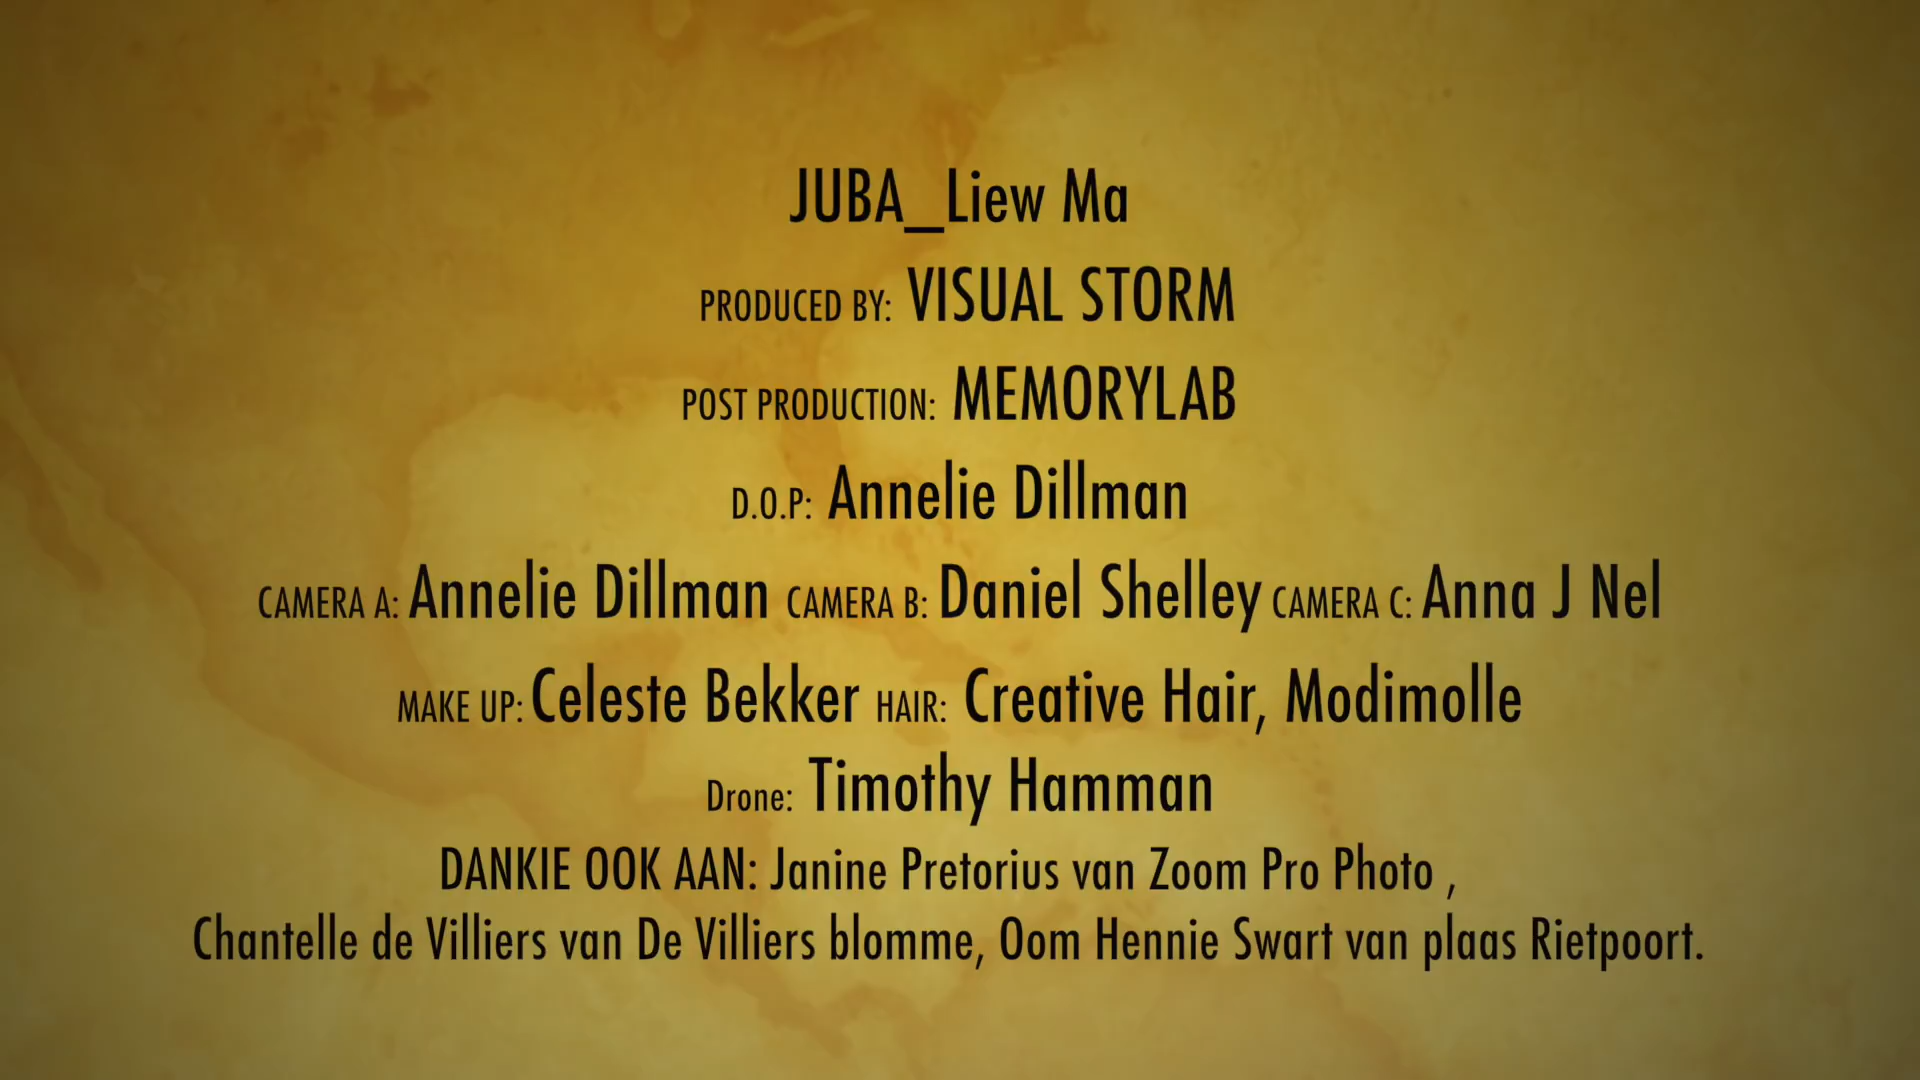 JUBA_Liew Ma
PRODUCED BY: VISUAL STORM
POST PRODUCTION: MEMORYLAB
D.O.P: Annelie Dillman
CAMERA A: Annelie Dillman CAMERA B: Daniel Shelley CAMERA C: Anna J Nel
MAKE UP: Celeste Bekker HAIR: Creative Hair, Modimolle
Drone: Timothy Hamman
DANKIE OOK AAN: Janine Pretorius van Zoom Pro Photo ,
Chantelle de Villiers van De Villiers blomme, Oom Hennie Swart van plaas Rietpoort.